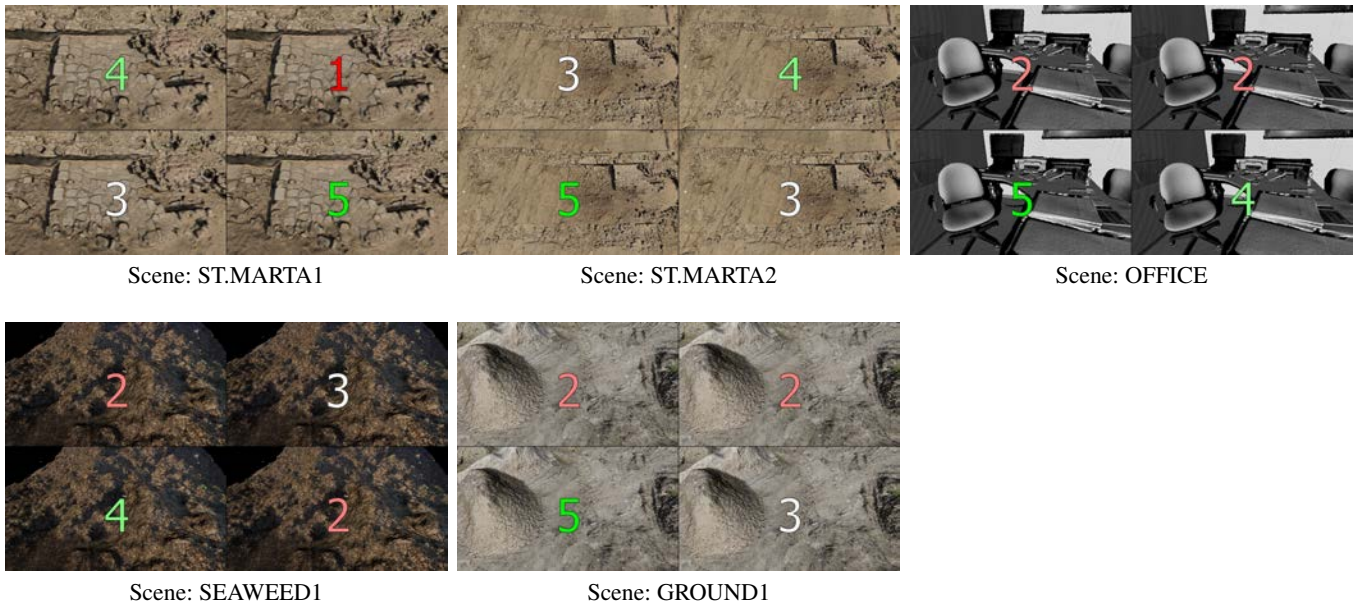 4 1
3 5
Scene: ST.MARTA1
3 4
5 3
Scene: ST.MARTA2
2 2
5 4
Scene: OFFICE
2 3
4 2
Scene: SEAWEED1
2 2
5 3
Scene: GROUND1